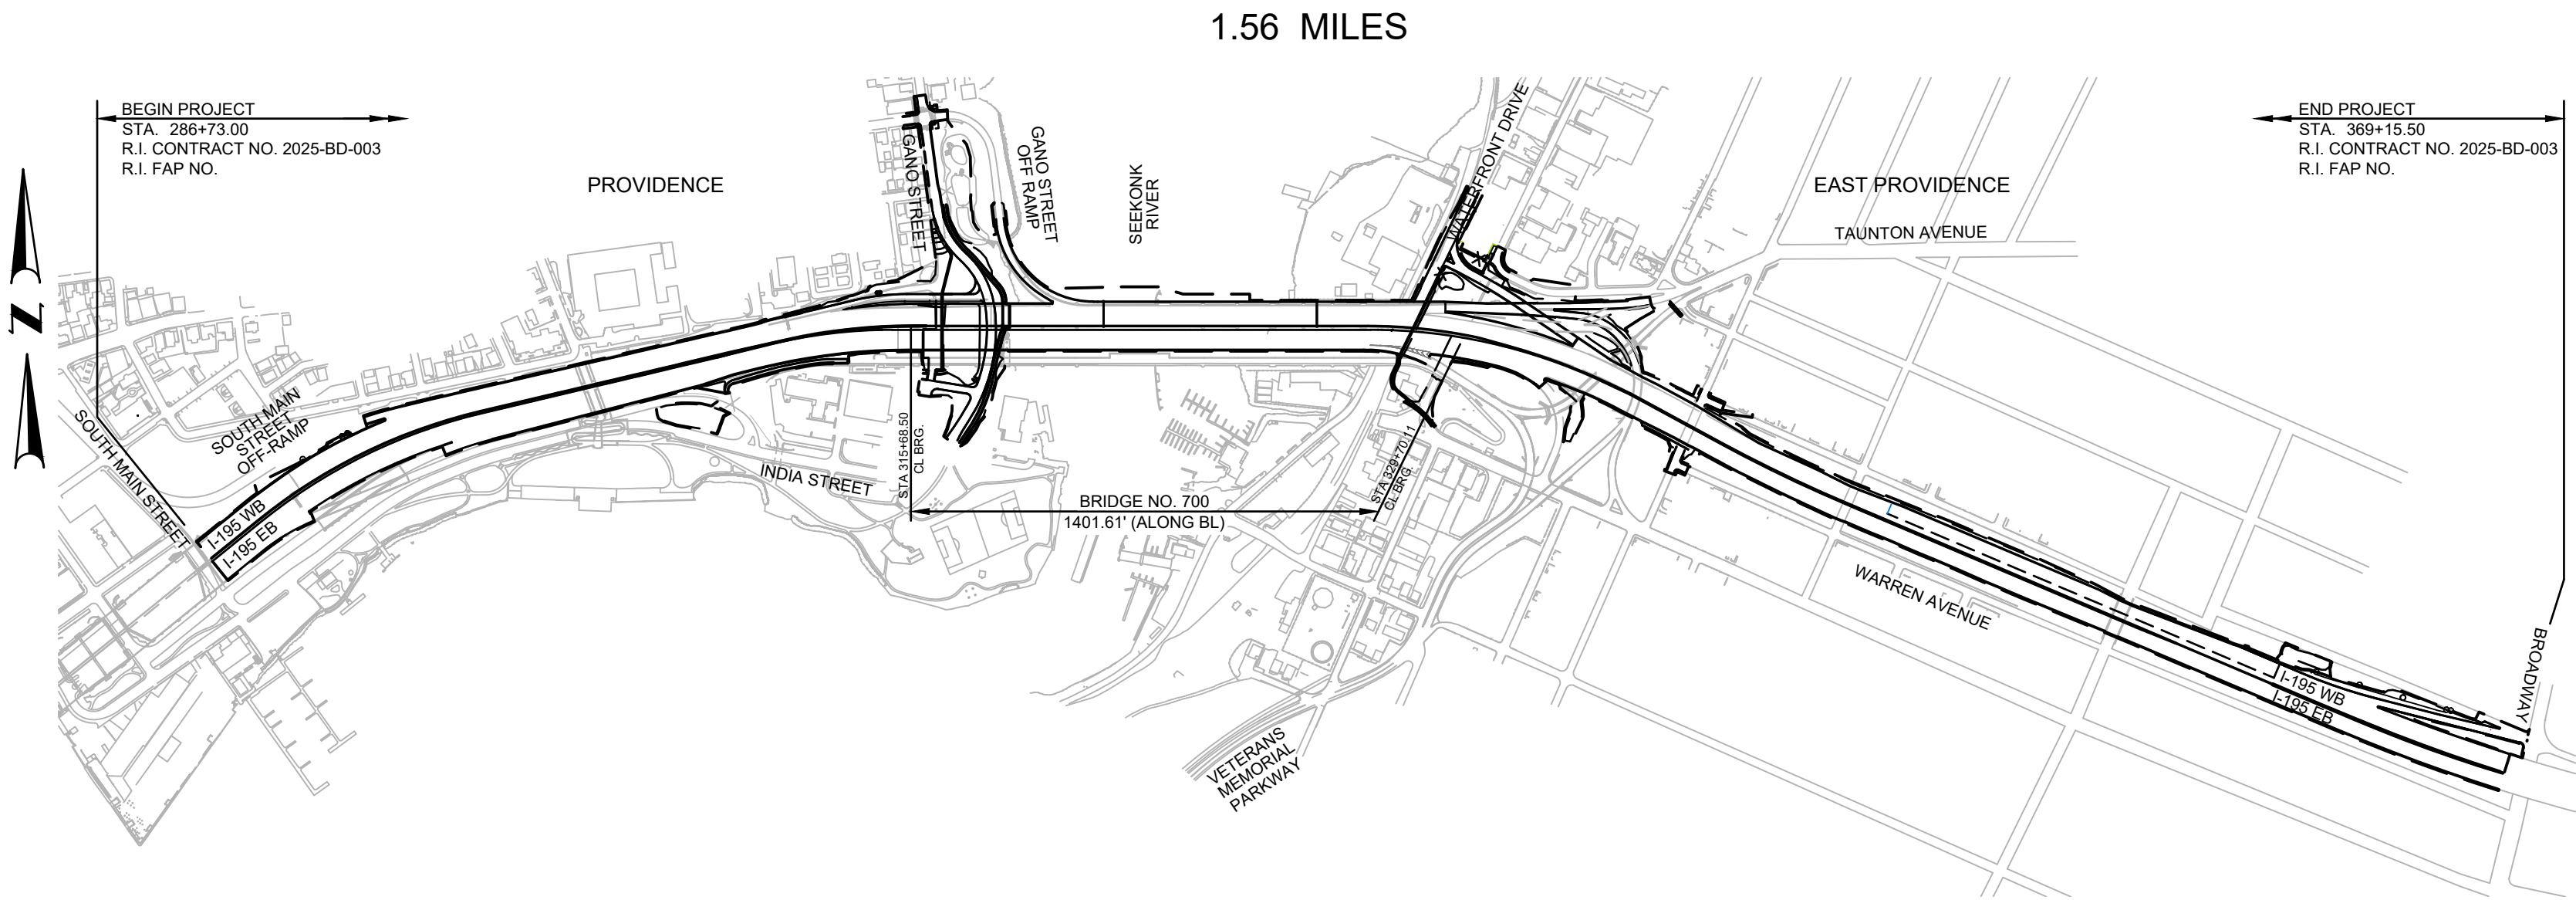 1.56 MILES
BEGIN PROJECT
STA. 286+73.00
R.I. CONTRACT NO. 2025-BD-003
R.I. FAP NO.
END PROJECT
STA. 369+15.50
R.I. CONTRACT NO. 2025-BD-003
R.I. FAP NO.
PROVIDENCE
GANO STREET
GANO STREET
OFF RAMP
SEEKONK
RIVER
WATERFRONT DRIVE
EAST PROVIDENCE
TAUNTON AVENUE
N
SOUTH MAIN STREET
SOUTH MAIN
STREET
OFF-RAMP
I-195 WB
I-195 EB
INDIA STREET
STA 315+68.50
CL BRG.
BRIDGE NO. 700
1401.61' (ALONG BL)
STA 329+70.11
CL BRG.
WARREN AVENUE
VETERANS
MEMORIAL
PARKWAY
I-195 WB
I-195 EB
BROADWAY